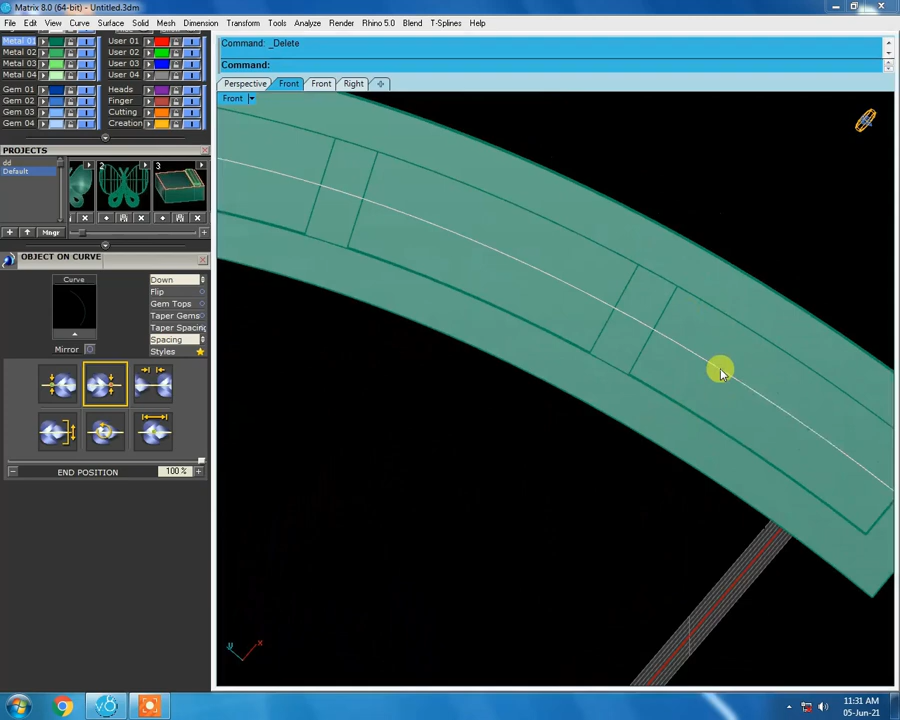 Matrix 8.0 (64-bit) - Untitled.3dm
File Edit View Curve Surface Solid Mesh Dimension Transform Tools Analyze Render Rhino 5.0 Blend T-Splines Help
Metal 01 User 01
Metal 02 User 02
Metal 03 User 03
Metal 04 User 04
Gem 01 Heads
Gem 02 Finger
Gem 03 Cutting
Gem 04 Creation
PROJECTS
dd
Default
2
3
Mngr
OBJECT ON CURVE
Curve
Down
Flip
Gem Tops
Taper Gems
Taper Spacing
Spacing
Mirror
Styles
END POSITION 100 %
Command: _Delete
Command:
Perspective Front Front Right
Front
y x
11:31 AM
05-Jun-21